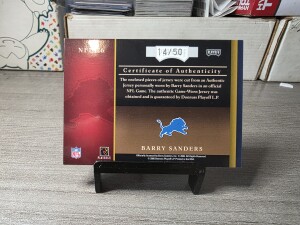 14/50
Certificate of Authenticity
The enclosed pieces of jersey were cut from an Authentic
Jersey personally worn by Barry Sanders in an official
NFL Game. The authentic Game-Worn Jersey was
obtained and is guaranteed by Donruss Playoff L.P.
BARRY SANDERS